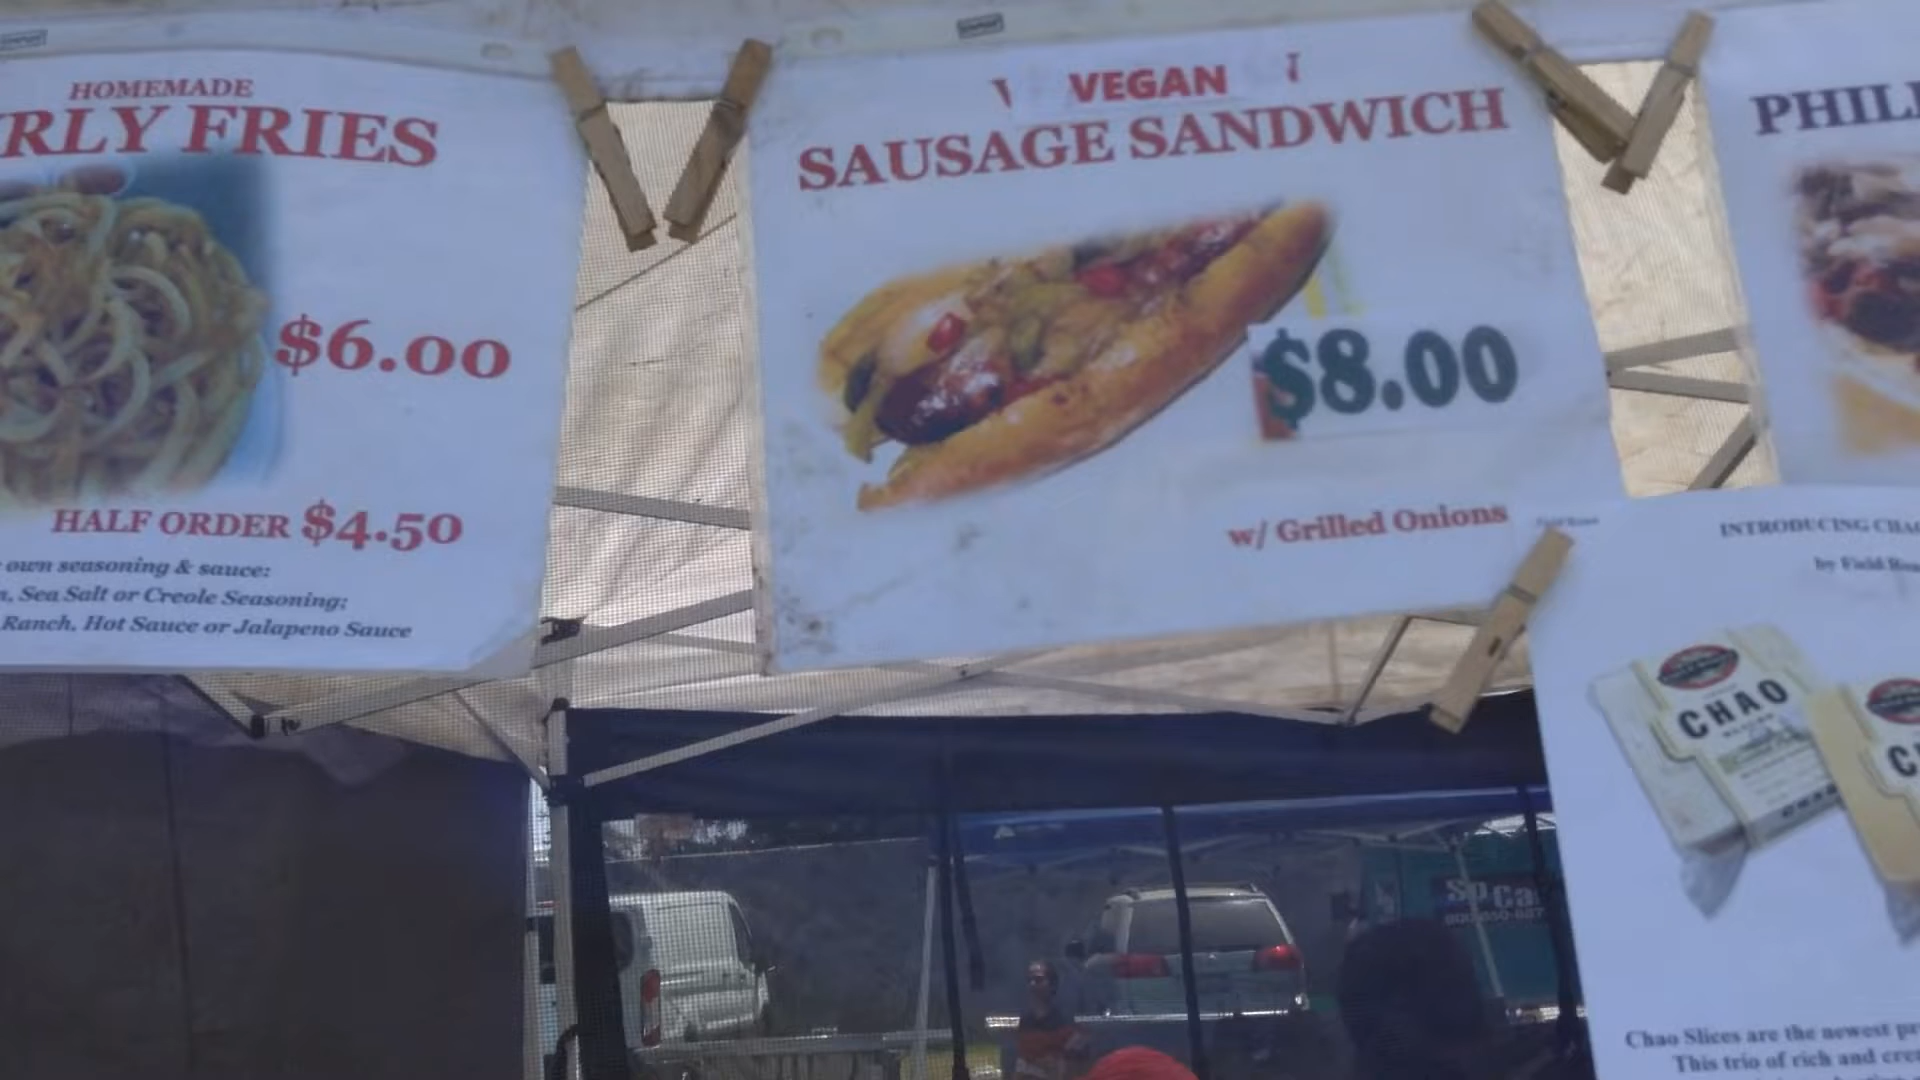 HOMEMADE
RLY FRIES
$6.00
HALF ORDER $4.50
own seasoning & sauce:
Sea Salt or Creole Seasoning;
Ranch, Hot Sauce or Jalapeno Sauce
VEGAN
SAUSAGE SANDWICH
$8.00
w/ Grilled Onions
PHIL
INTRODUCING CHAO
by Field Roa
CHAO
C
Chao Slices are the newest pr
This trio of rich and crea